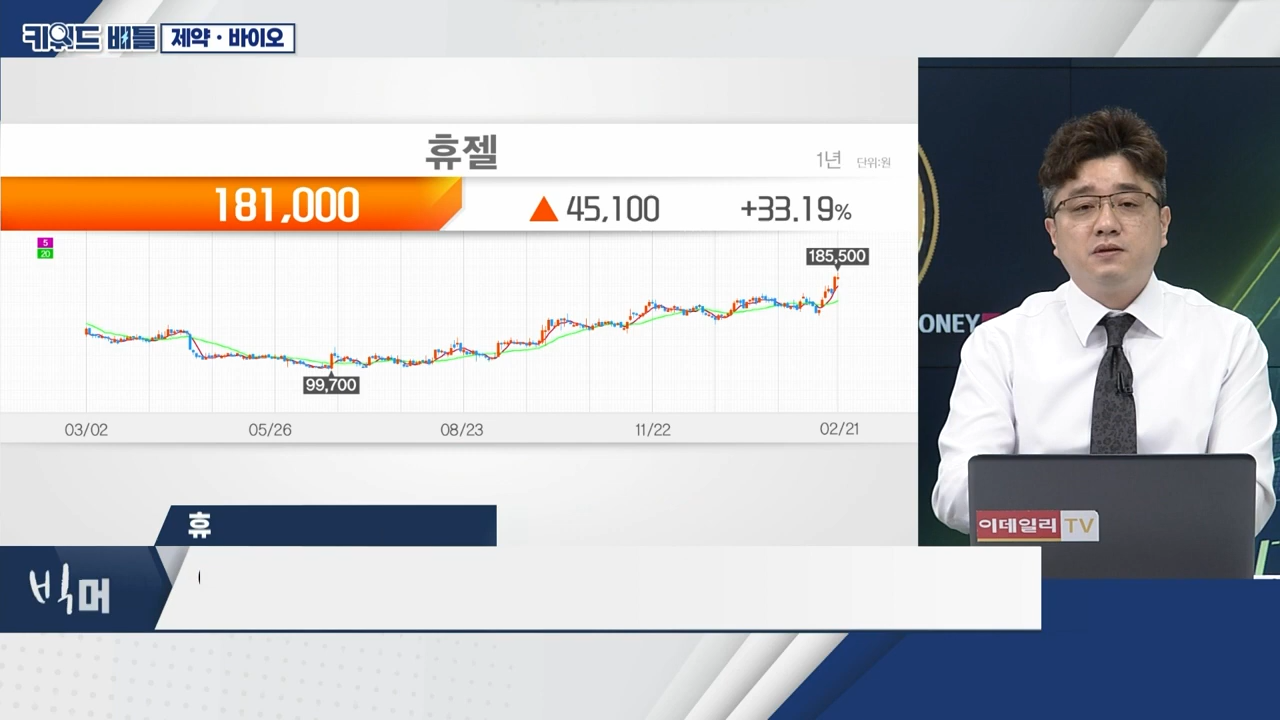 키워드 배틀 제약·바이오
휴젤
1년 단위:원
181,000 ▲ 45,100 +33.19%
5
20
185,500
99,700
03/02 05/26 08/23 11/22 02/21
ONEY
이데일리TV
휴
빅머